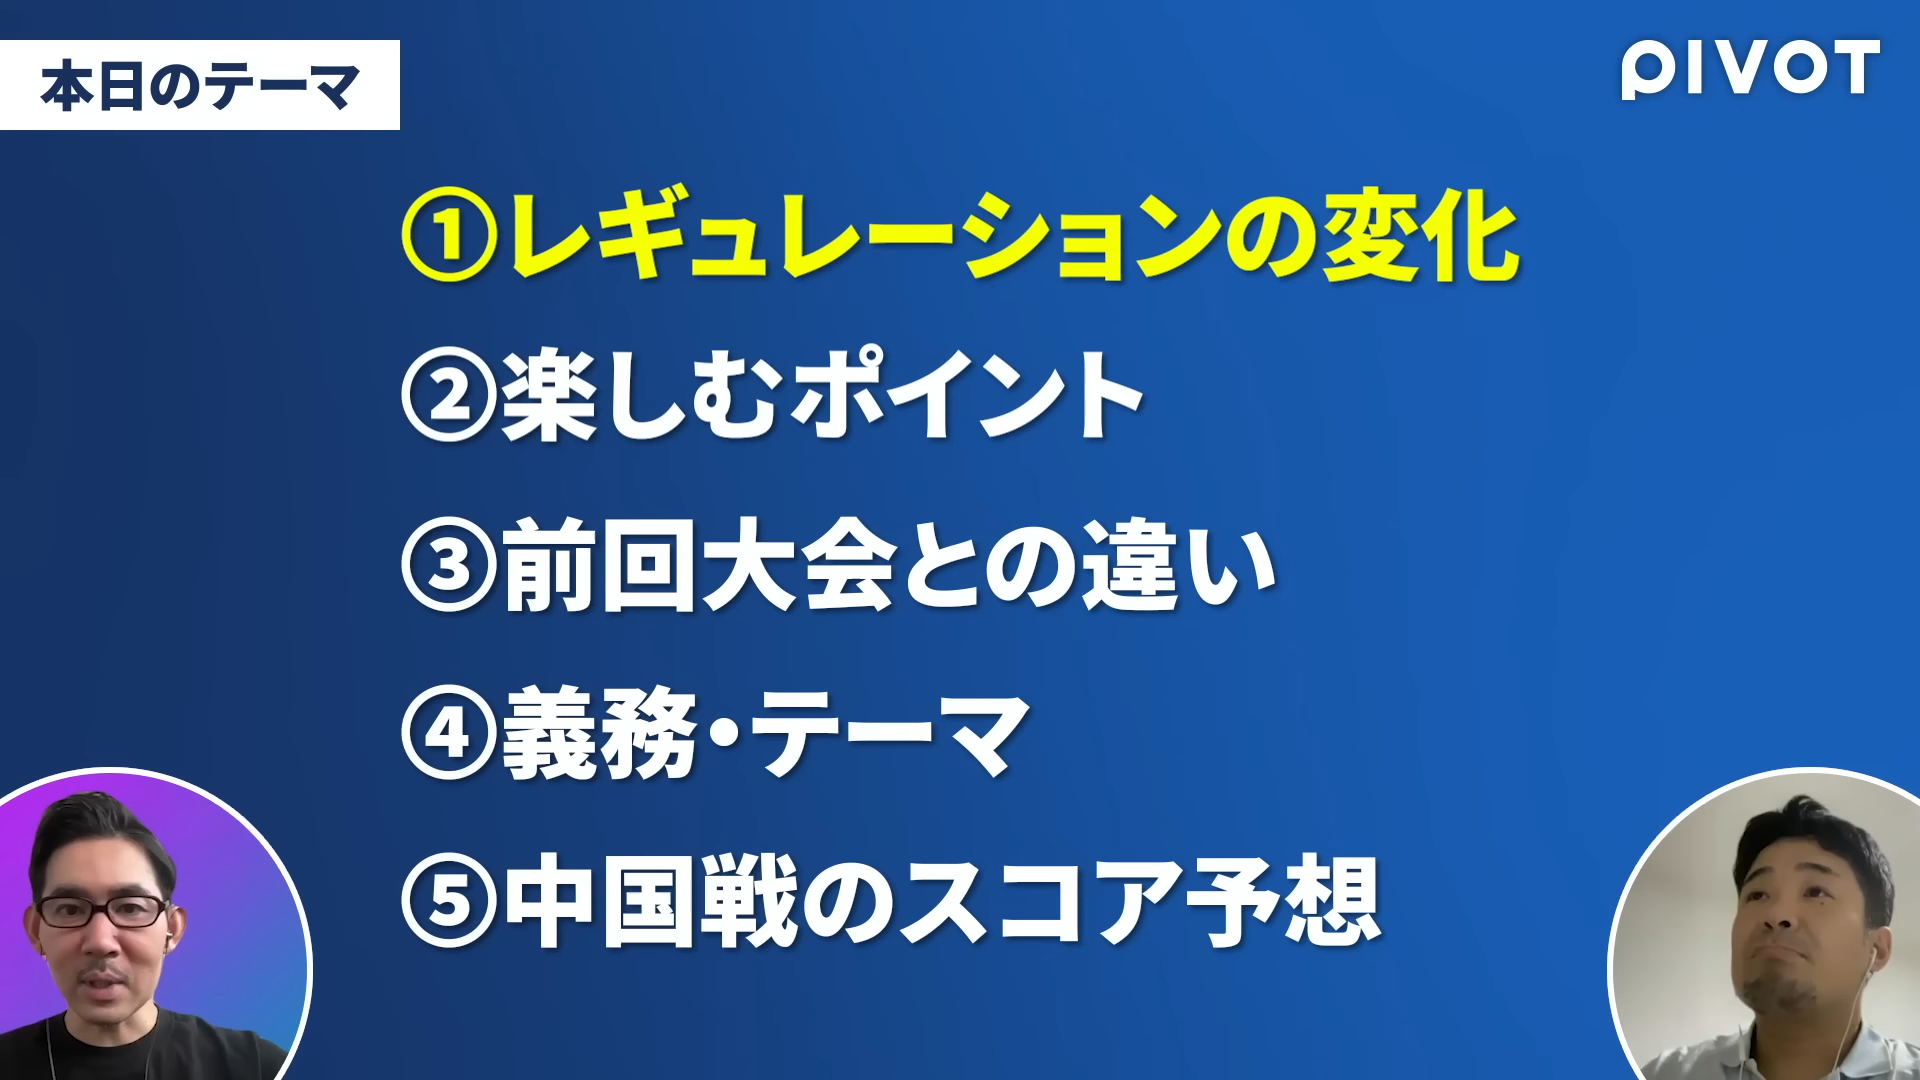 本日のテーマ
PIVOT
①レギュレーションの変化
②楽しむポイント
③前回大会との違い
④義務・テーマ
⑤中国戦のスコア予想